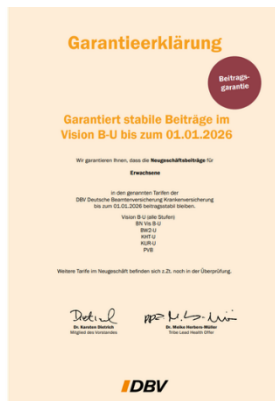 Garantieerklärung
Beitrags-
garantie
Garantiert stabile Beiträge im
Vision B-U bis zum 01.01.2026
Wir garantieren Ihnen, dass die Neugeschäftsbeiträge für
Erwachsene
in den genannten Tarifen der
DBV Deutsche Beamtenversicherung Krankenversicherung
bis zum 01.01.2026 beitragsstabil bleiben.
Vision B-U (alle Stufen)
BN Vis B-U
BW2-U
KHT-U
KUR-U
PVB
Weitere Tarife im Neugeschäft befinden sich z.Zt. noch in der Überprüfung.
Dr. Karsten Dietrich
Mitglied des Vorstandes
Dr. Meike
Tribe Lead Health Offer
DBV